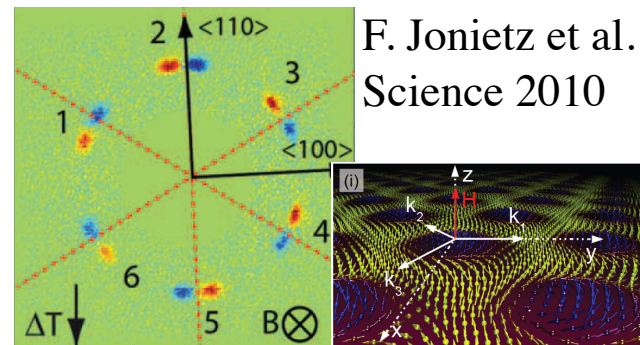 F. Jonietz et al.
Science 2010
2
<110>
3
1
<100>
4
6
5
ΔT
B
(i)
z
H
k2
k1
y
k3
x